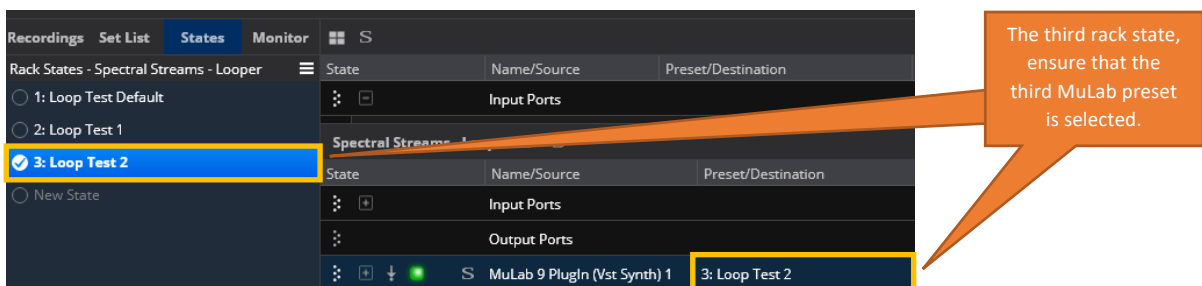 Recordings Set List States Monitor S
Rack States - Spectral Streams - Looper
State Name/Source Preset/Destination
1: Loop Test Default
Input Ports
2: Loop Test 1
Spectral Streams
3: Loop Test 2
State Name/Source Preset/Destination
New State
Input Ports
Output Ports
S MuLab 9 PlugIn (Vst Synth) 1 3: Loop Test 2
The third rack state,
ensure that the
third MuLab preset
is selected.